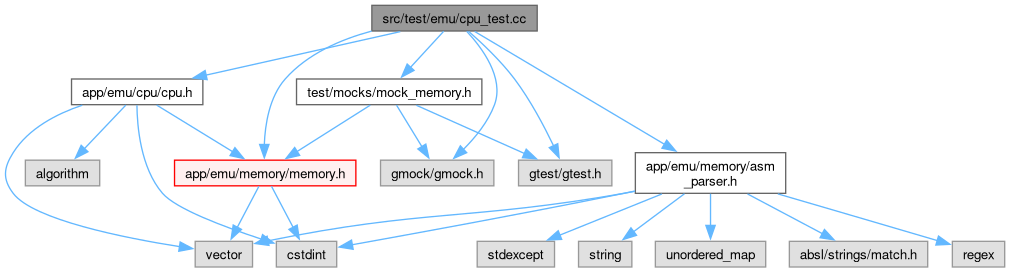 src/test/emu/cpu_test.cc
app/emu/cpu/cpu.h
test/mocks/mock_memory.h
algorithm
app/emu/memory/memory.h
gmock/gmock.h
gtest/gtest.h
app/emu/memory/asm
_parser.h
vector
cstdint
stdexcept
string
unordered_map
absl/strings/match.h
regex